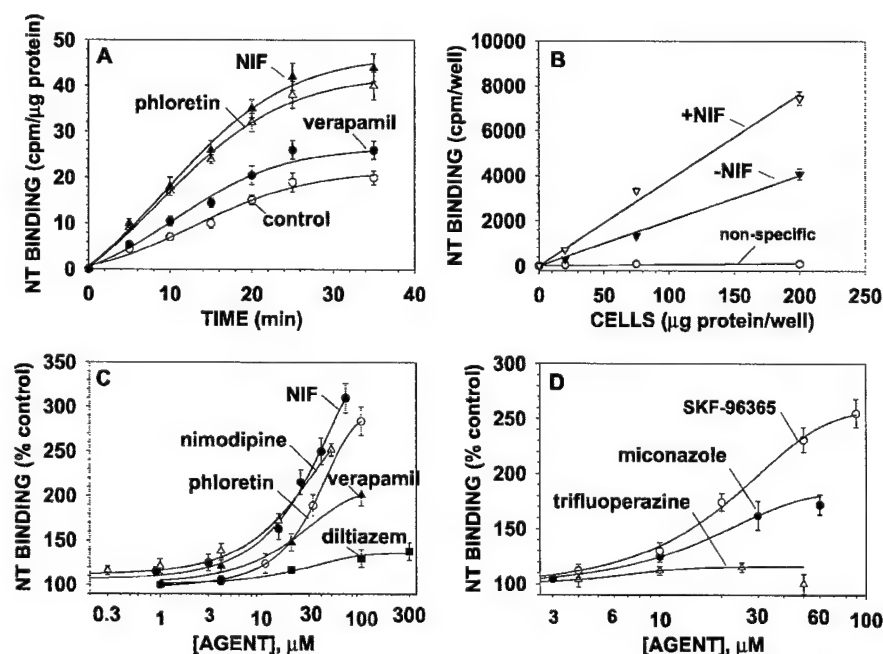 A
NT BINDING (cpm/μg protein)
50
40
30
20
10
0
NIF
phloretin
verapamil
control
0 10 20 30 40
TIME (min)
B
NT BINDING (cpm/well)
10000
8000
6000
4000
2000
0
+NIF
-NIF
non-specific
0 50 100 150 200 250
CELLS (μg protein/well)
C
NT BINDING (% control)
350
300
250
200
150
100
NIF
nimodipine
phloretin
verapamil
diltiazem
0.3 1 3 10 30 100 300
[AGENT], μM
D
NT BINDING (% control)
300
250
200
150
100
SKF-96365
miconazole
trifluoperazine
3 6 10 30 60 100
[AGENT], μM